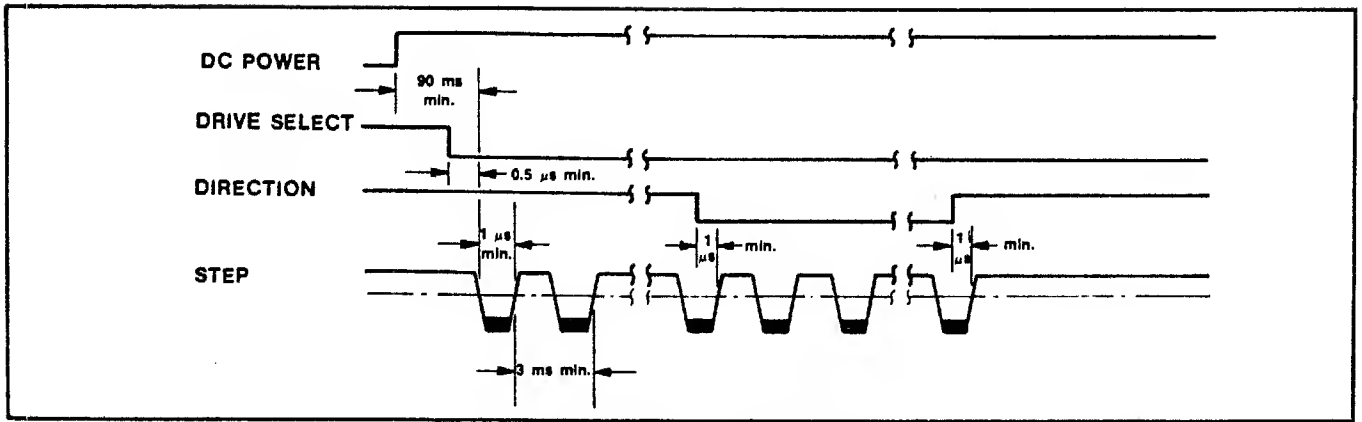 DC POWER
90 ms
min.
DRIVE SELECT
0.5 µs min.
DIRECTION
1 µs
min.
1
µs
min.
1
µs
min.
STEP
3 ms min.